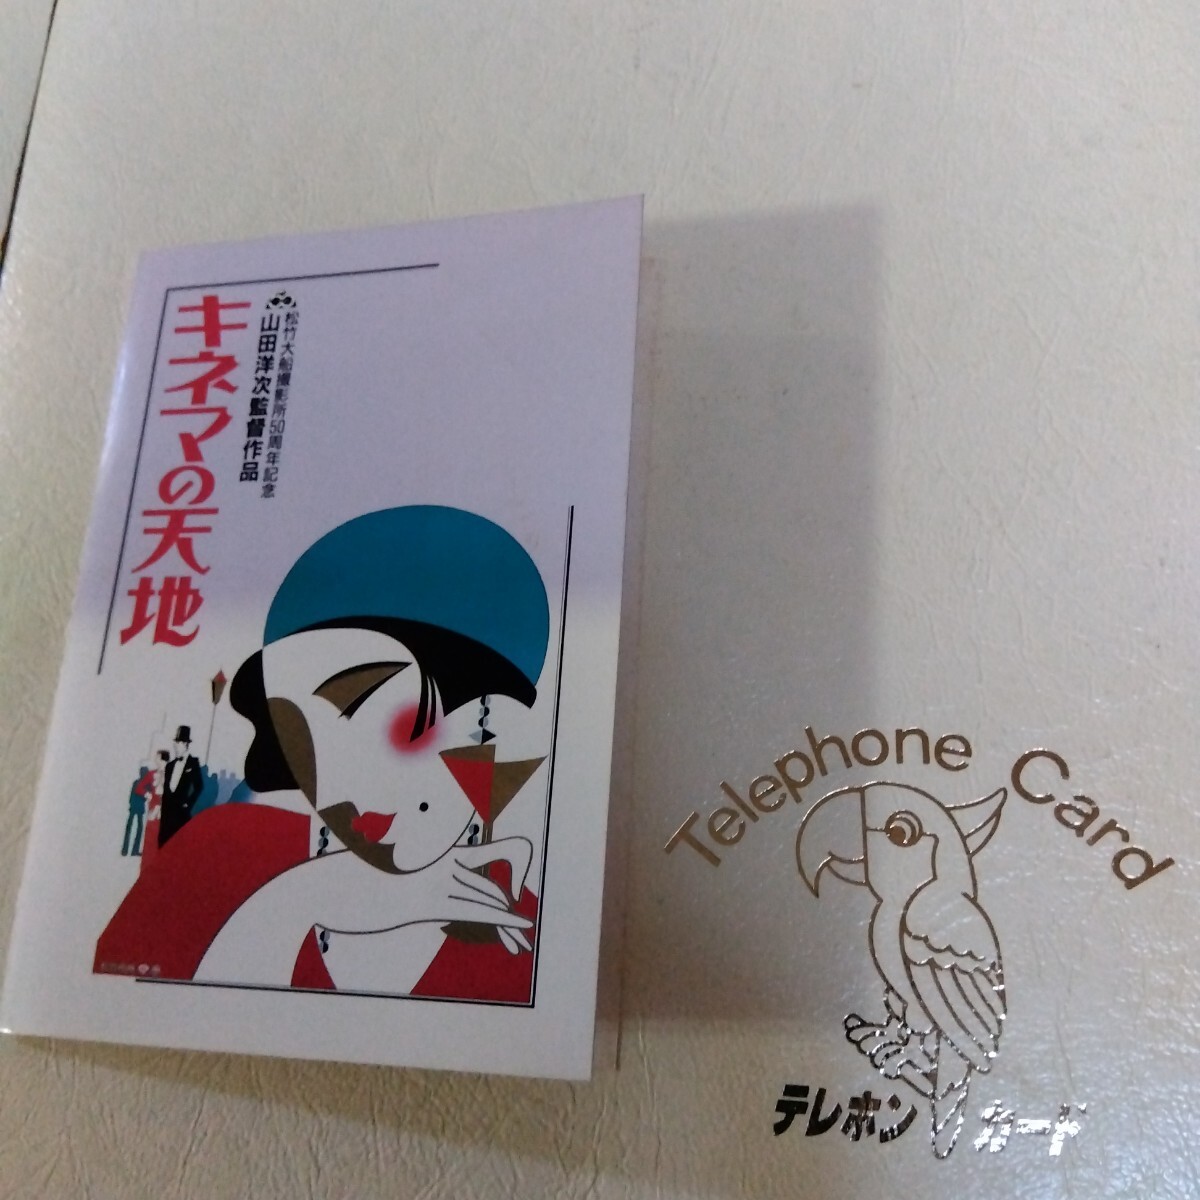 松竹大船撮影所50周年記念
山田洋次監督作品
キネマの天地
Telephone Card
テレホン カード